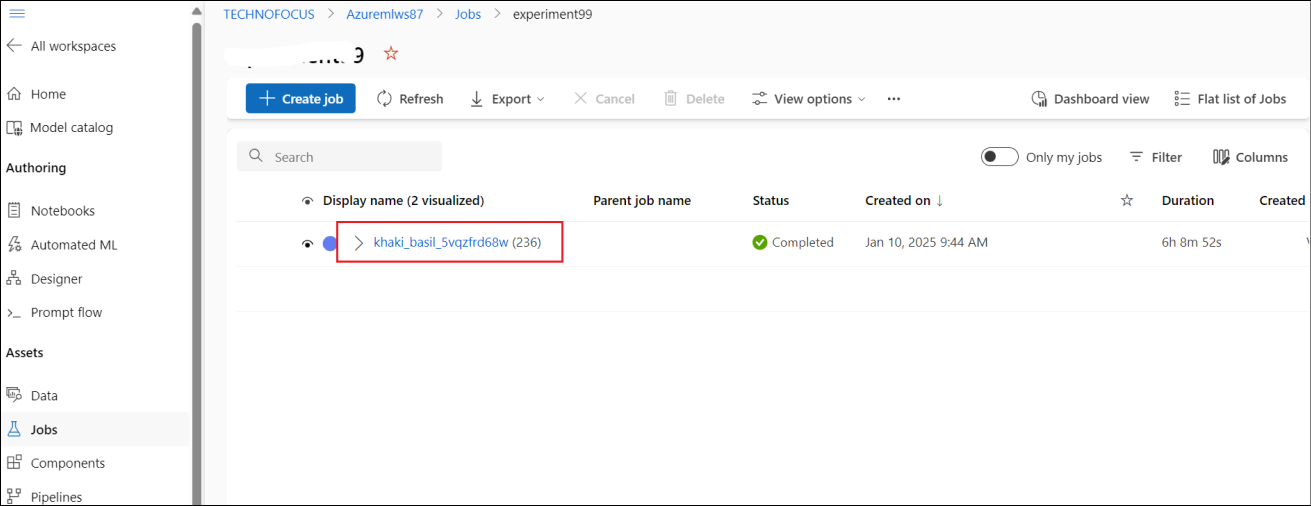 TECHNOFOCUS > Azuremlws87 > Jobs > experiment99
All workspaces
Home
Model catalog
Authoring
Notebooks
Automated ML
Designer
Prompt flow
Assets
Data
Jobs
Components
Pipelines
Create job Refresh Export Cancel Delete View options ... Dashboard view Flat list of Jobs
Search Only my jobs Filter Columns
Display name (2 visualized) Parent job name Status Created on ↓ Duration Created
khaki_basil_5vqzfrd68w (236) Completed Jan 10, 2025 9:44 AM 6h 8m 52s